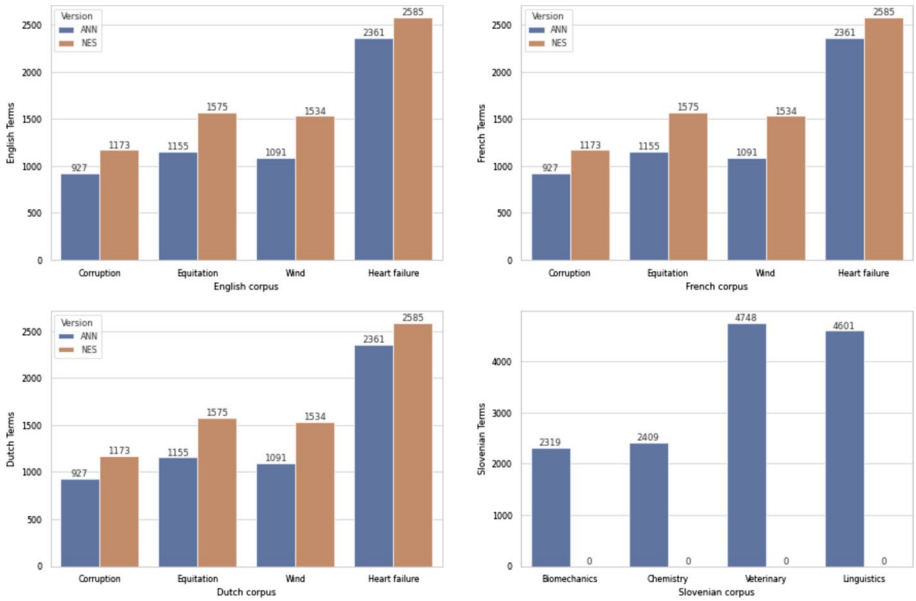 Version
ANN
NES
English Terms
2500
2000
1500
1000
500
0
927
1173
1155
1575
1091
1534
2361
2585
Corruption Equitation Wind Heart failure
English corpus
Version
ANN
NES
French Terms
2500
2000
1500
1000
500
0
927
1173
1155
1575
1091
1534
2361
2585
Corruption Equitation Wind Heart failure
French corpus
Version
ANN
NES
Dutch Terms
2500
2000
1500
1000
500
0
927
1173
1155
1575
1091
1534
2361
2585
Corruption Equitation Wind Heart failure
Dutch corpus
Slovenian Terms
4000
3000
2000
1000
0
2319
0
2409
0
4748
0
4601
0
Biomechanics Chemistry Veterinary Linguistics
Slovenian corpus